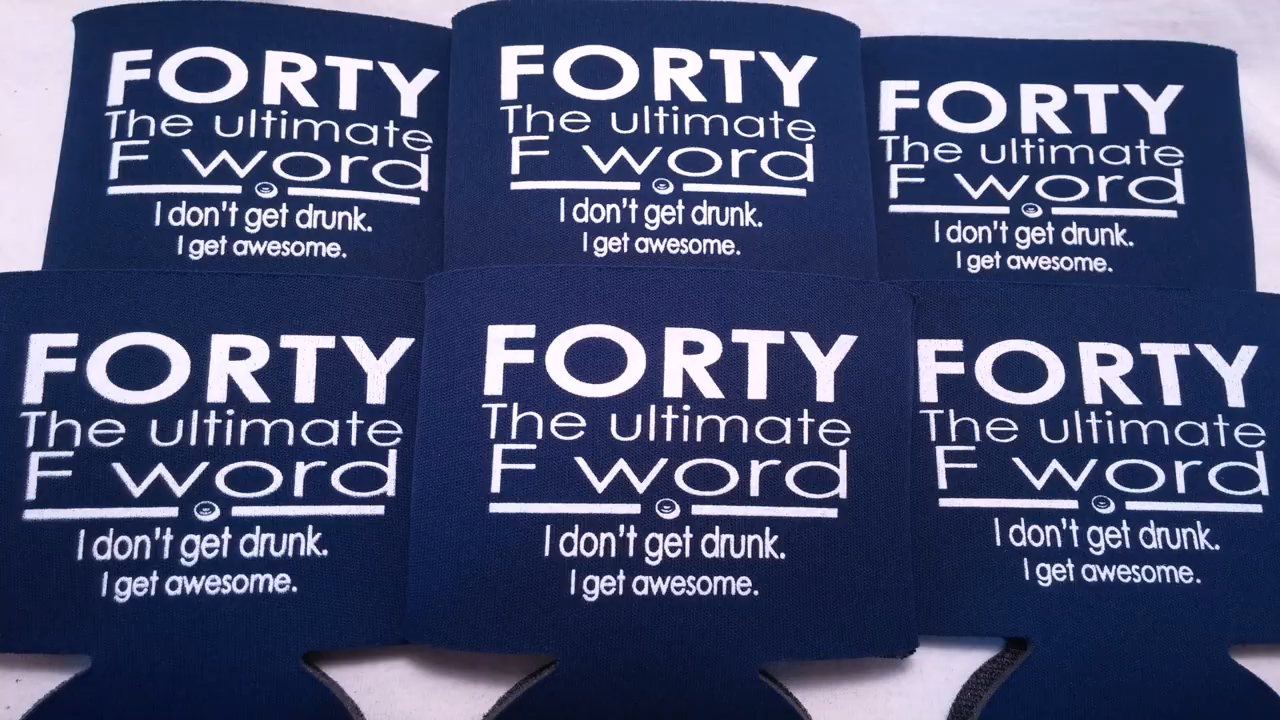 FORTY
The ultimate
F word
I don't get drunk.
I get awesome.
FORTY
The ultimate
F word
I don't get drunk.
I get awesome.
FORTY
The ultimate
F word
I don't get drunk.
I get awesome.
FORTY
The ultimate
F word
I don't get drunk.
I get awesome.
FORTY
The ultimate
F word
I don't get drunk.
I get awesome.
FORTY
The ultimate
F word
I don't get drunk.
I get awesome.